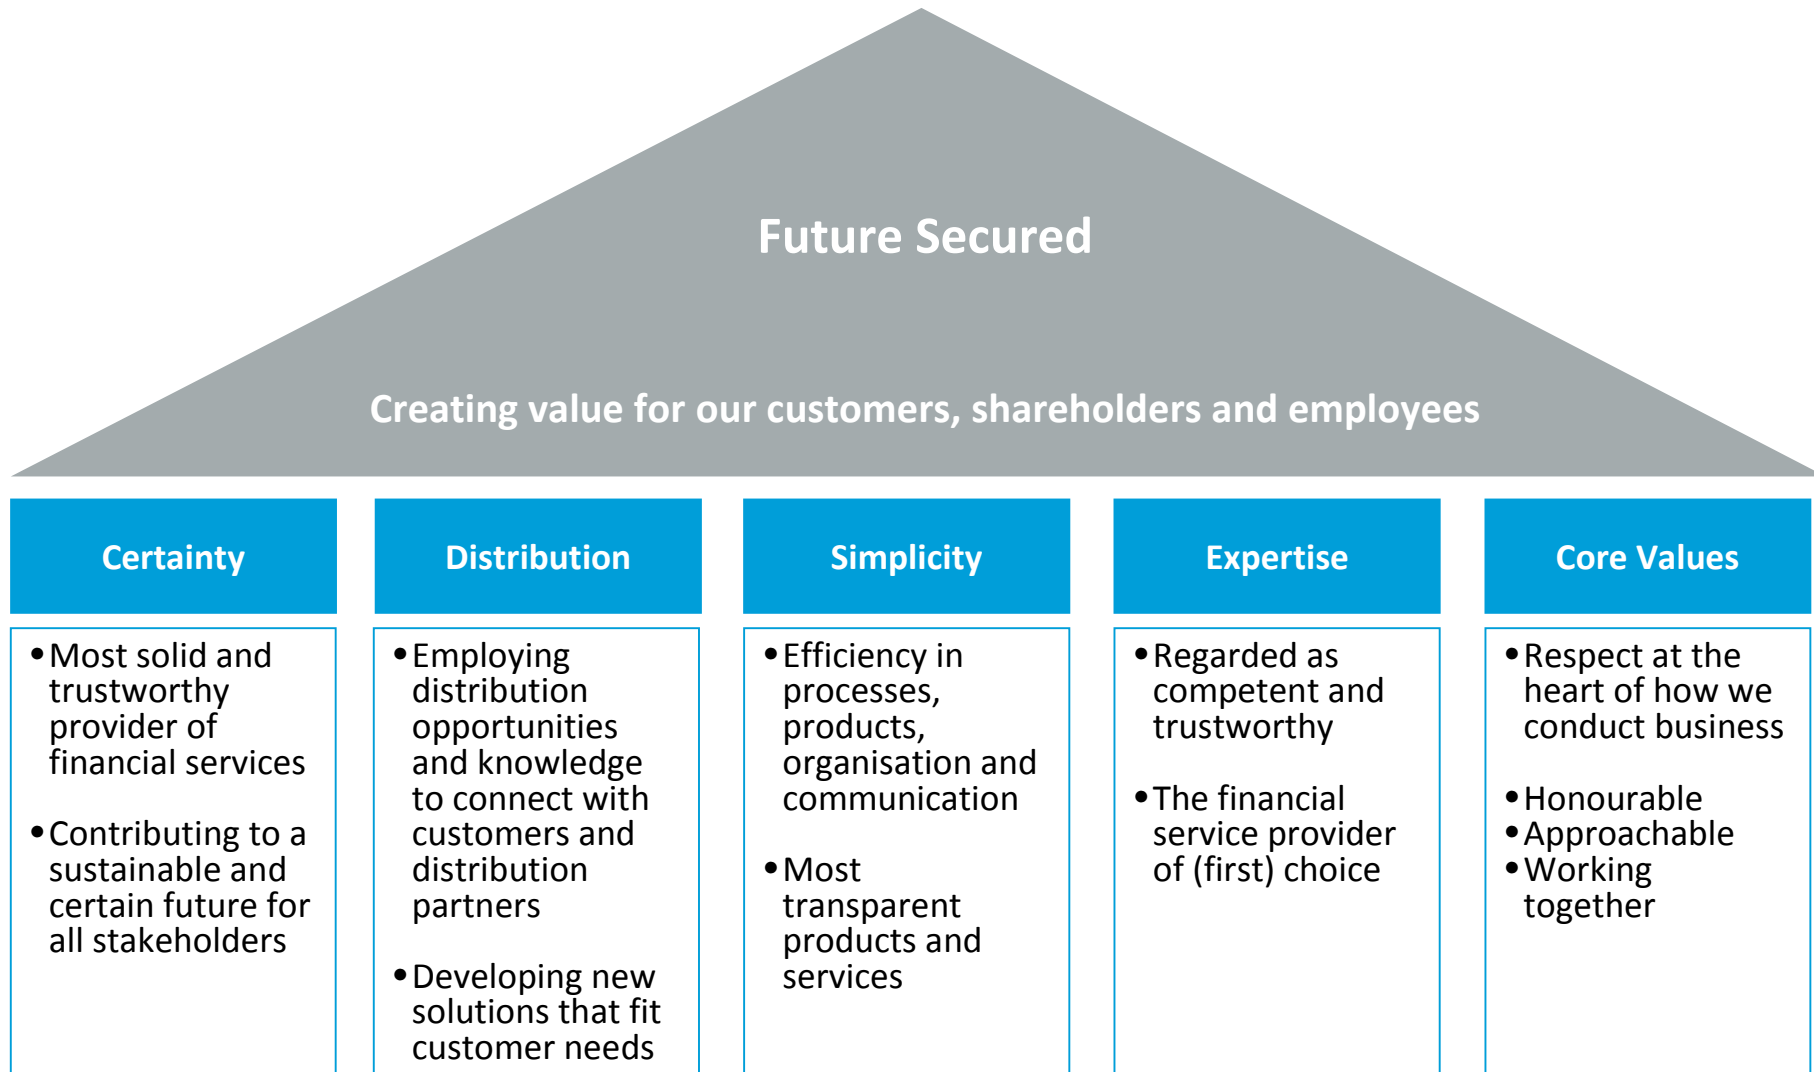 Future Secured
Creating value for our customers, shareholders and employees
Certainty
•Most solid and
trustworthy
provider of
financial services
•Contributing to a
sustainable and
certain future for
all stakeholders
Distribution
•Employing
distribution
opportunities
and knowledge
to connect with
customers and
distribution
partners
•Developing new
solutions that fit
customer needs
Simplicity
•Efficiency in
processes,
products,
organisation and
communication
•Most
transparent
products and
services
Expertise
•Regarded as
competent and
trustworthy
•The financial
service provider
of (first) choice
Core Values
•Respect at the
heart of how we
conduct business
•Honourable
•Approachable
•Working
together